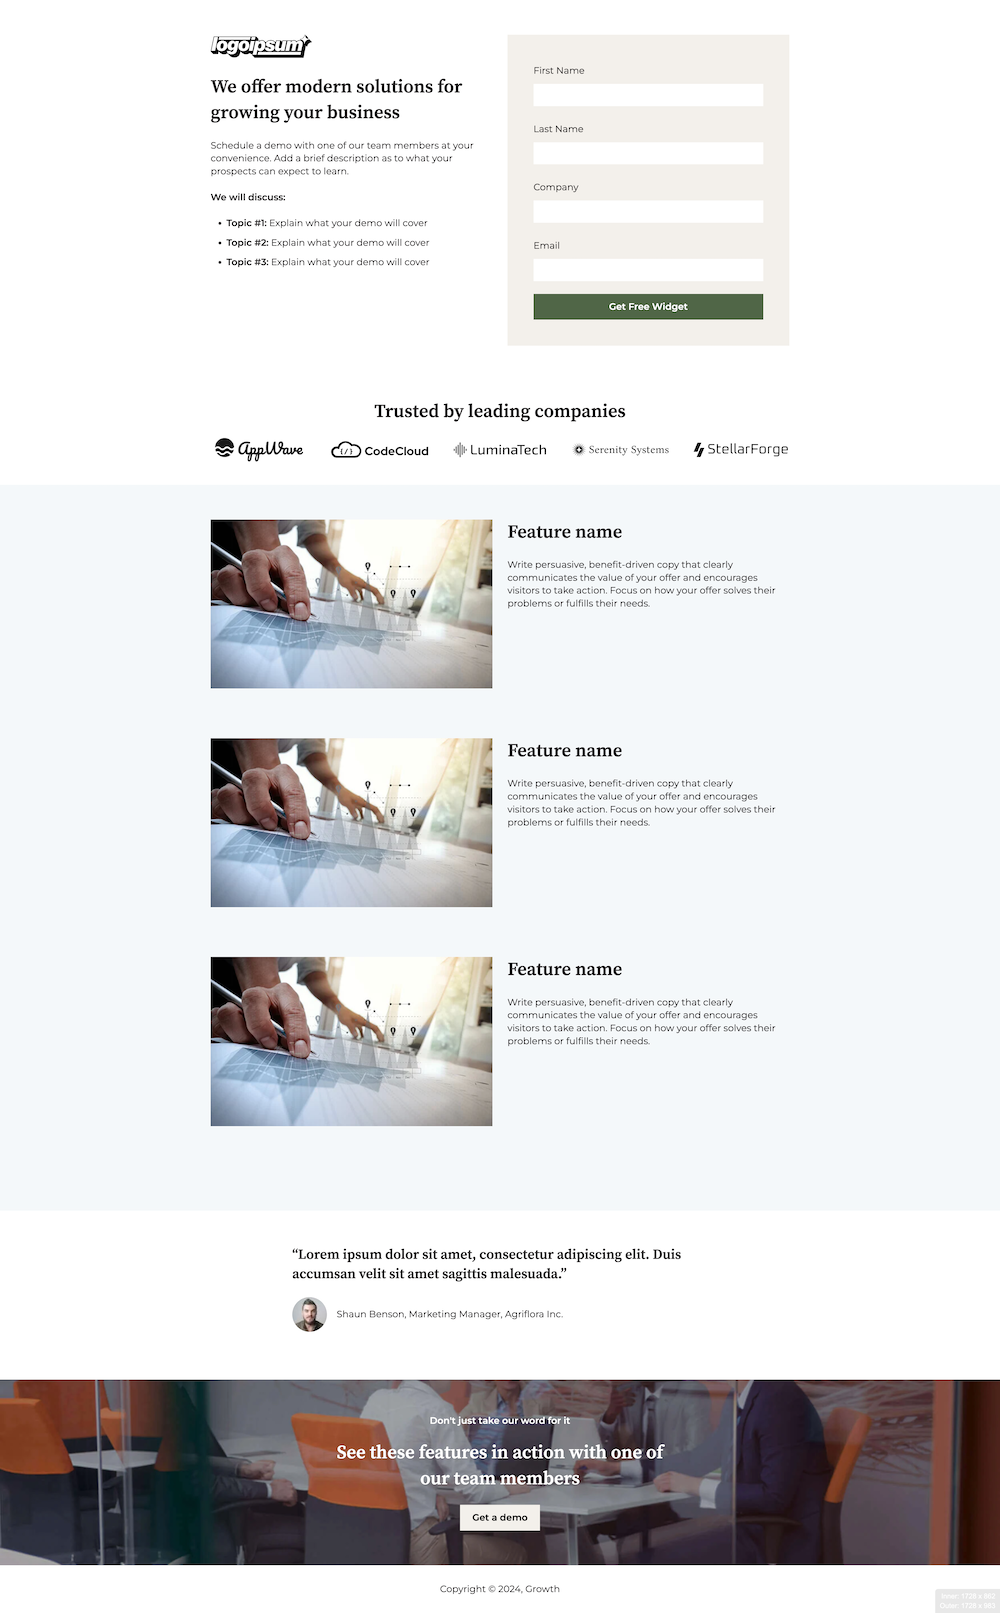 logoipsum
We offer modern solutions for
growing your business
Schedule a demo with one of our team members at your
convenience. Add a brief description as to what your
prospects can expect to learn.
We will discuss:
• Topic #1: Explain what your demo will cover
• Topic #2: Explain what your demo will cover
• Topic #3: Explain what your demo will cover
First Name
Last Name
Company
Email
Get Free Widget
Trusted by leading companies
AppWave
CodeCloud
LuminaTech
Serenity Systems
StellarForge
Feature name
Write persuasive, benefit-driven copy that clearly
communicates the value of your offer and encourages
visitors to take action. Focus on how your offer solves their
problems or fulfills their needs.
Feature name
Write persuasive, benefit-driven copy that clearly
communicates the value of your offer and encourages
visitors to take action. Focus on how your offer solves their
problems or fulfills their needs.
Feature name
Write persuasive, benefit-driven copy that clearly
communicates the value of your offer and encourages
visitors to take action. Focus on how your offer solves their
problems or fulfills their needs.
“Lorem ipsum dolor sit amet, consectetur adipiscing elit. Duis
accumsan velit sit amet sagittis malesuada.”
Shaun Benson, Marketing Manager, Agriflora Inc.
Don't just take our word for it
See these features in action with one of
our team members
Get a demo
Copyright © 2024, Growth
Inner: 1728 x
Outer: 1728 x